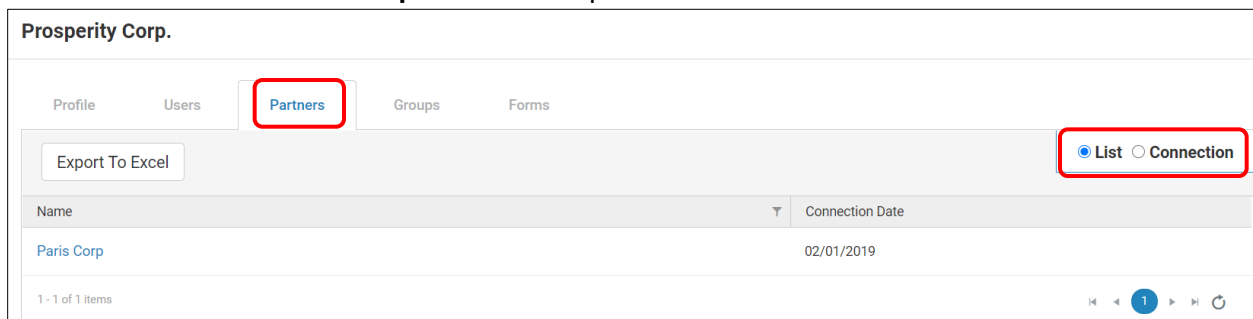 Prosperity Corp.
Profile Users Partners Groups Forms
Export To Excel List Connection
Name Connection Date
Paris Corp 02/01/2019
1 - 1 of 1 items 1